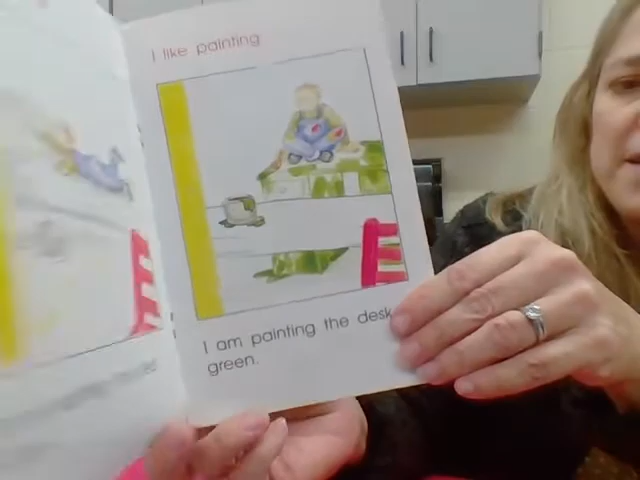 I like painting
I am painting the desk
green.